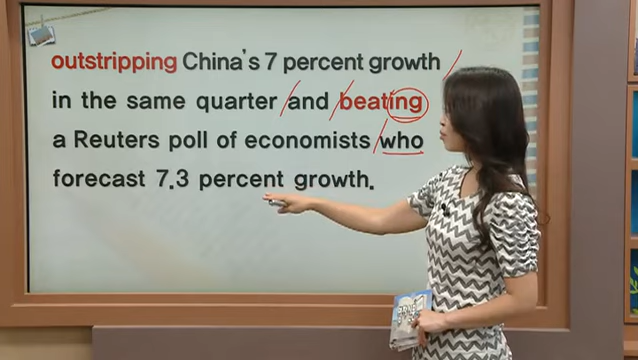 outstripping China's 7 percent growth
in the same quarter and beating
a Reuters poll of economists who
forecast 7.3 percent growth.